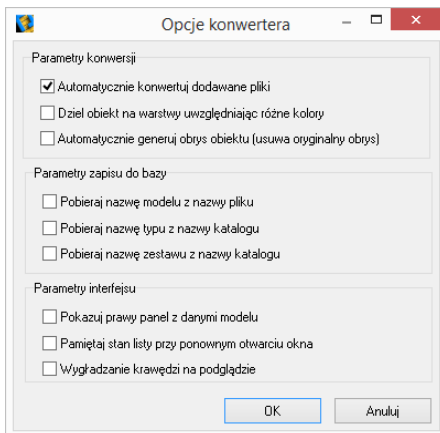 Opcje konwertera
Parametry konwersji
Automatycznie konwertuj dodawane pliki
Dziel obiekt na warstwy uwzględniając różne kolory
Automatycznie generuj obrys obiektu (usuwa oryginalny obrys)
Parametry zapisu do bazy
Pobieraj nazwę modelu z nazwy pliku
Pobieraj nazwę typu z nazwy katalogu
Pobieraj nazwę zestawu z nazwy katalogu
Parametry interfejsu
Pokazuj prawy panel z danymi modelu
Pamiętaj stan listy przy ponownym otwarciu okna
Wygładzanie krawędzi na podglądzie
OK Anuluj